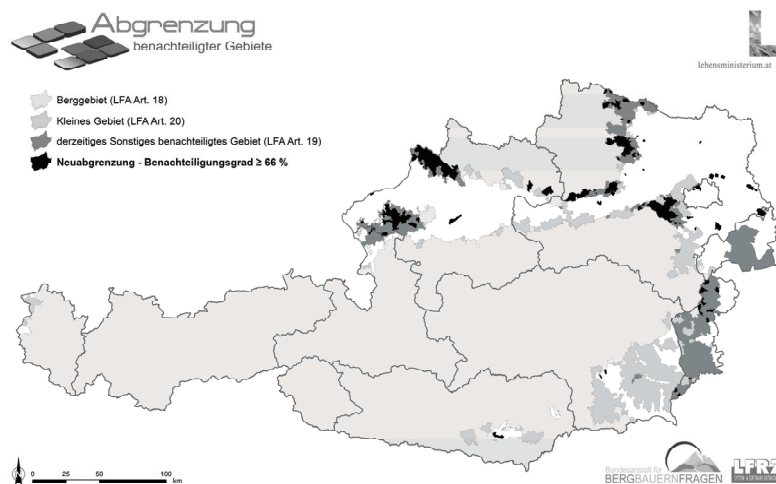 Abgrenzung
benachteiligter Gebiete
L
lebensministerium.at
Berggebiet (LFA Art. 18)
Kleines Gebiet (LFA Art. 20)
derzeitiges Sonstiges benachteiligtes Gebiet (LFA Art. 19)
Neuabgrenzung - Benachteiligungsgrad ≥ 66 %
N
0 25 50 100
km
Bundesanstalt für
BERGBAUERNFRAGEN
LFRZ